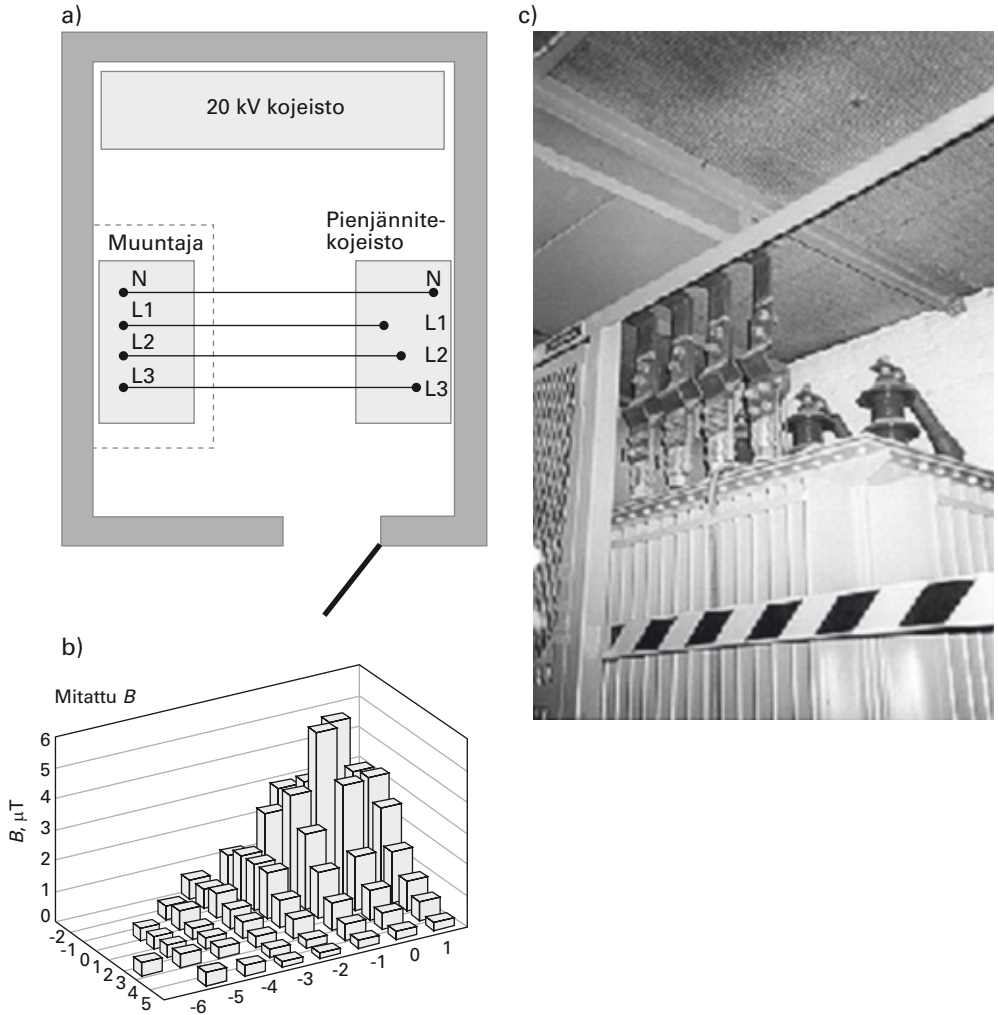 a)
20 kV kojeisto
Muuntaja
Pienjännite-
kojeisto
N
N
L1
L1
L2
L2
L3
L3
b)
Mitattu B
B, µT
6
5
4
3
2
1
0
-2
-1
0
1
2
3
4
5
-6
-5
-4
-3
-2
-1
0
1
c)